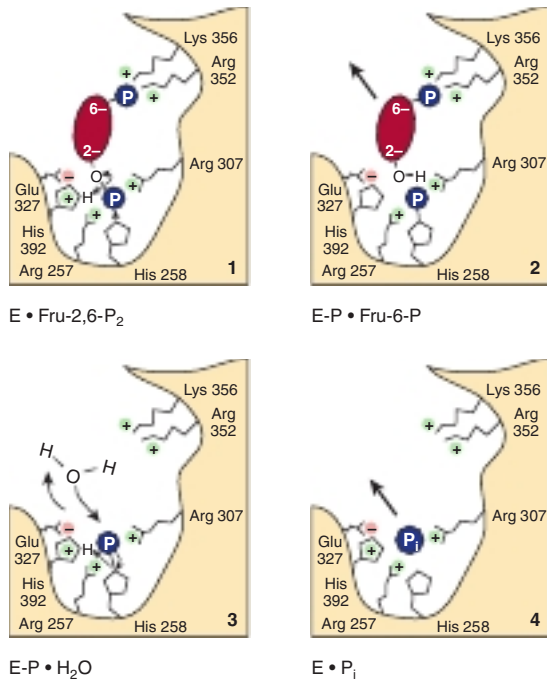 Lys 356
Arg
352
+
P
+
6–
2–
Arg 307
O
–
+
Glu
327
+
H
P
+
His
392
Arg 257
His 258
1
E • Fru-2,6-P₂
Lys 356
Arg
352
+
P
+
6–
2–
Arg 307
O–H
–
+
Glu
327
P
+
His
392
Arg 257
His 258
2
E-P • Fru-6-P
Lys 356
Arg
352
+
+
H
H
O
Arg 307
–
+
Glu
327
+
H
P
+
His
392
Arg 257
His 258
3
E-P • H₂O
Lys 356
Arg
352
+
+
Arg 307
–
+
Glu
327
+
Pᵢ
+
His
392
Arg 257
His 258
4
E • Pᵢ